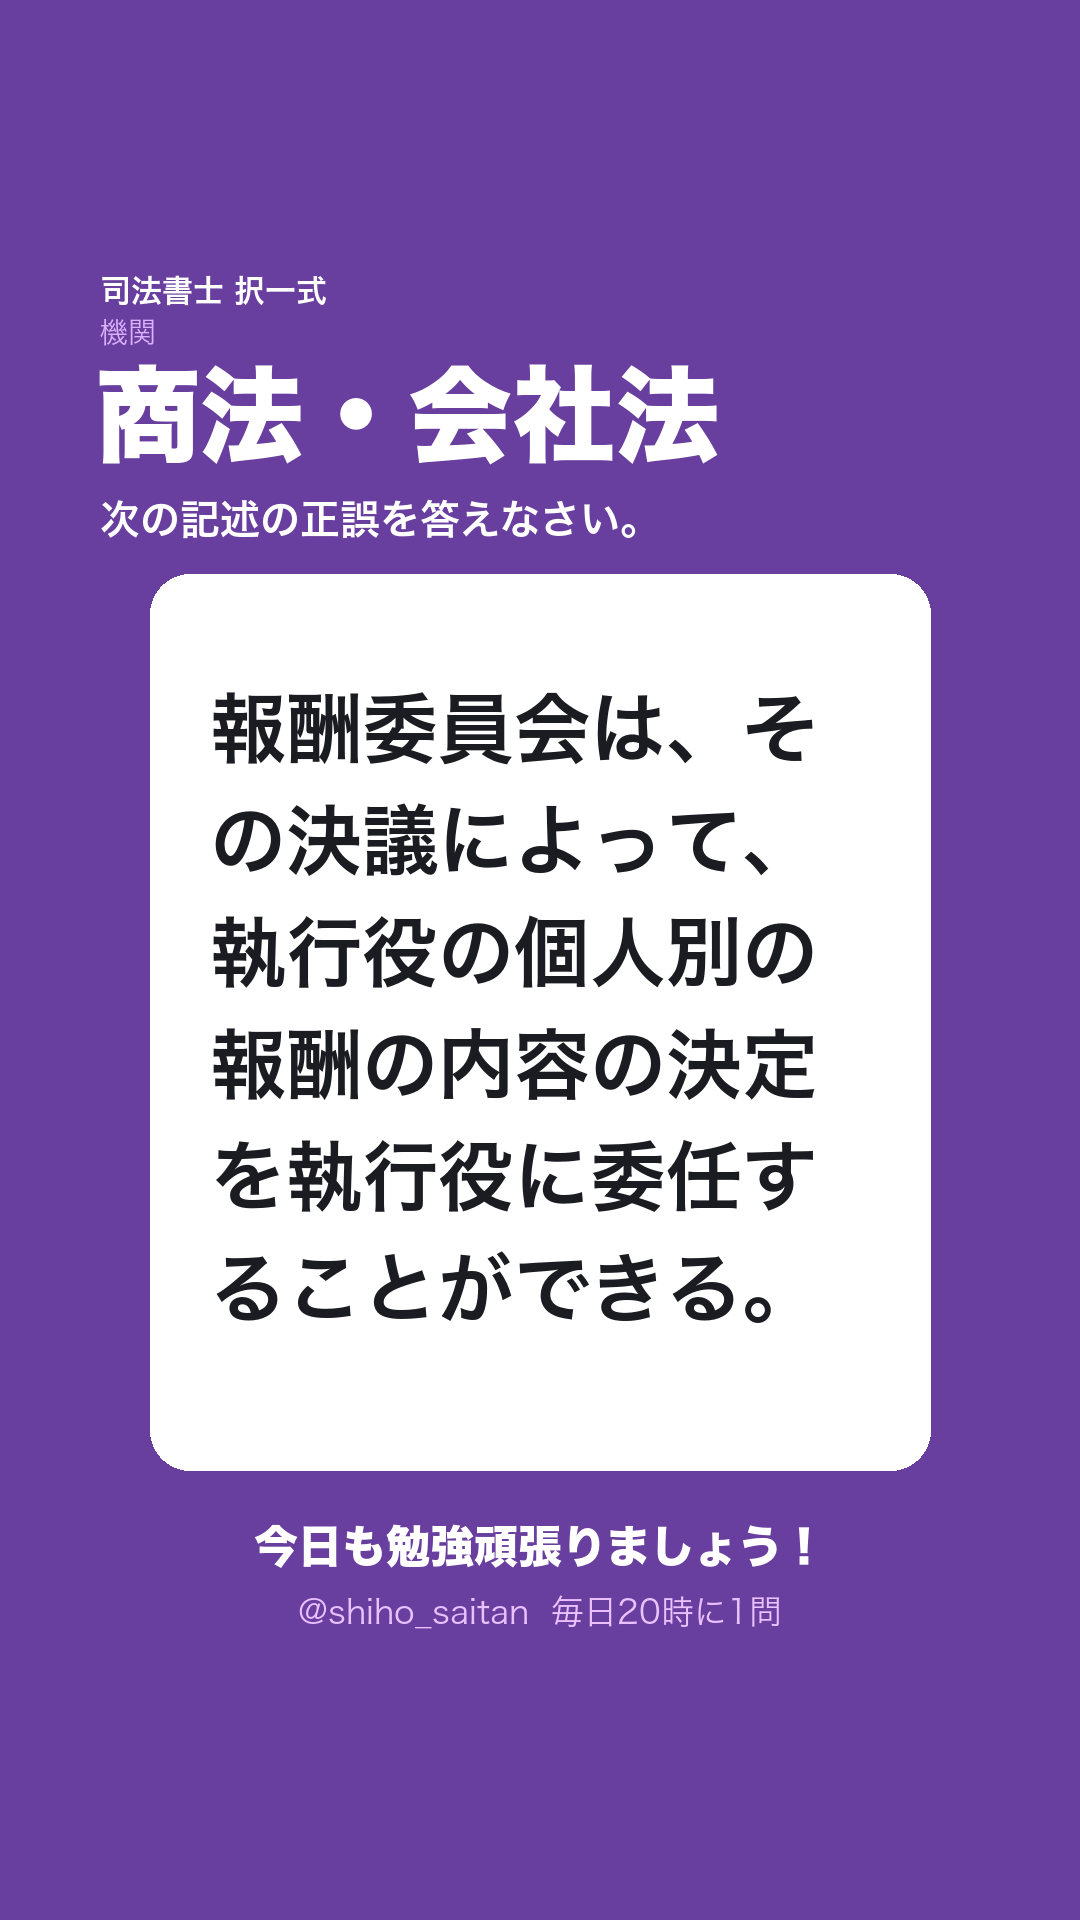 司法書士 択一式
機関
商法・会社法
次の記述の正誤を答えなさい。
報酬委員会は、そ
の決議によって、
執行役の個人別の
報酬の内容の決定
を執行役に委任す
ることができる。
今日も勉強頑張りましょう！
@shiho_saitan 毎日20時に1問